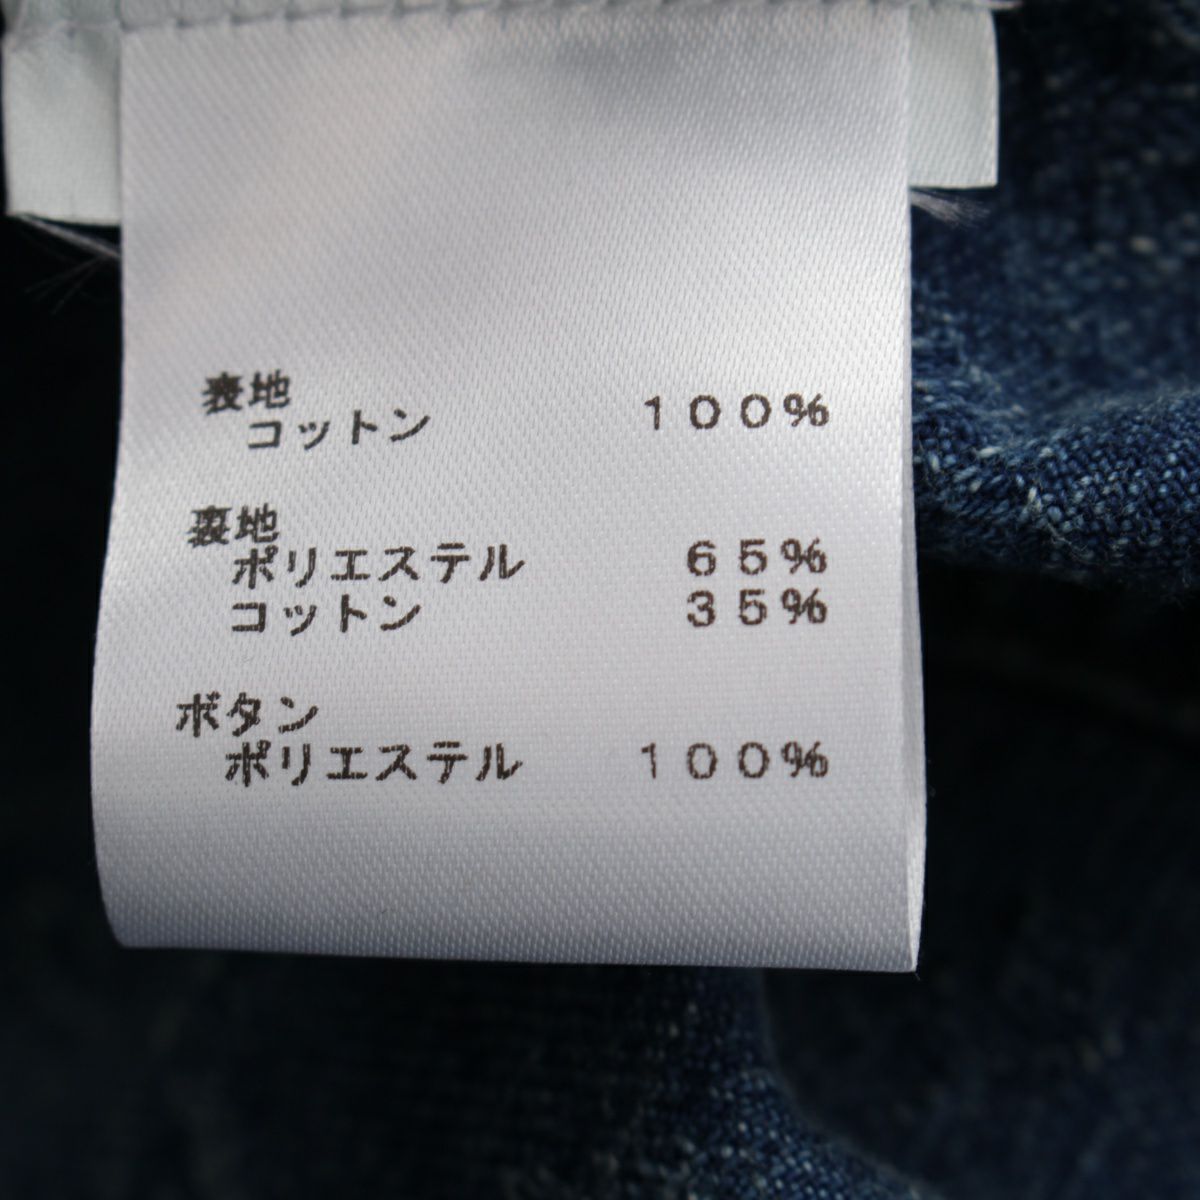 表地
コットン １００％
裏地
ポリエステル ６５％
コットン ３５％
ボタン
ポリエステル １００％